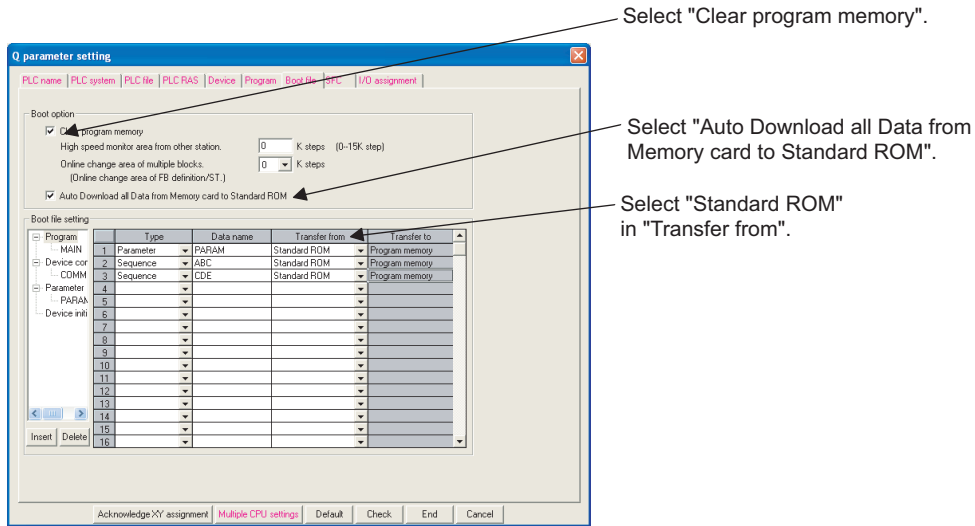 Select "Clear program memory".
Q parameter setting
PLC name PLC system PLC file PLC RAS Device Program Boot file SFC I/O assignment
Boot option
Clear program memory
High speed monitor area from other station. 0 K steps (0--15K step)
Online change area of multiple blocks. 0 K steps
(Online change area of FB definition/ST.)
Auto Download all Data from Memory card to Standard ROM
Select "Auto Download all Data from
Memory card to Standard ROM".
Select "Standard ROM"
in "Transfer from".
Boot file setting
Program
MAIN
Device cor
COMM
Parameter
PARAM
Device initi
Type Data name Transfer from Transfer to
1 Parameter PARAM Standard ROM Program memory
2 Sequence ABC Standard ROM Program memory
3 Sequence CDE Standard ROM Program memory
4
5
6
7
8
9
10
11
12
13
14
15
16
Insert Delete
Acknowledge XY assignment Multiple CPU settings Default Check End Cancel